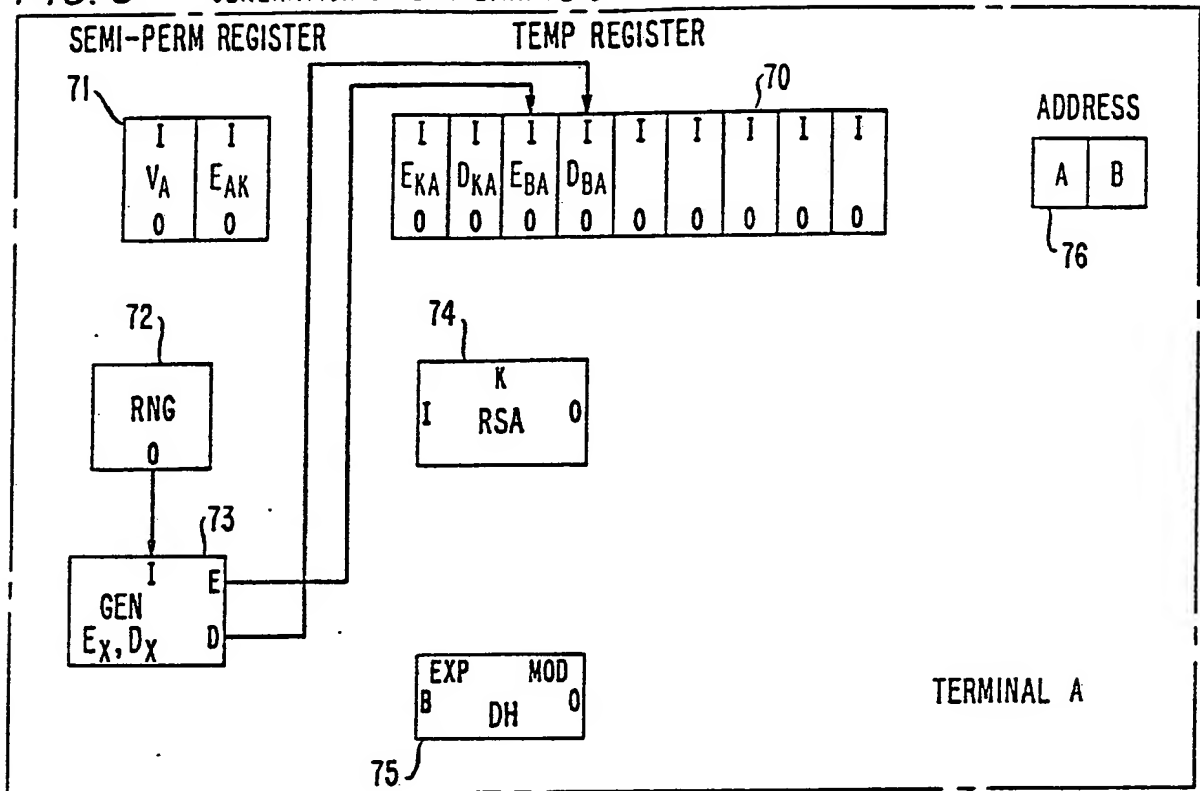 SEMI-PERM REGISTER TEMP REGISTER
71 70
ADDRESS
I I I I I I I I I I I
V_A E_AK E_KA D_KA E_BA D_BA A B
0 0 0 0 0 0 0 0 0 0 0
76
72 74
RNG
0
K
I RSA 0
73
I E
GEN
E_X, D_X D
EXP MOD
B DH 0
TERMINAL A
75